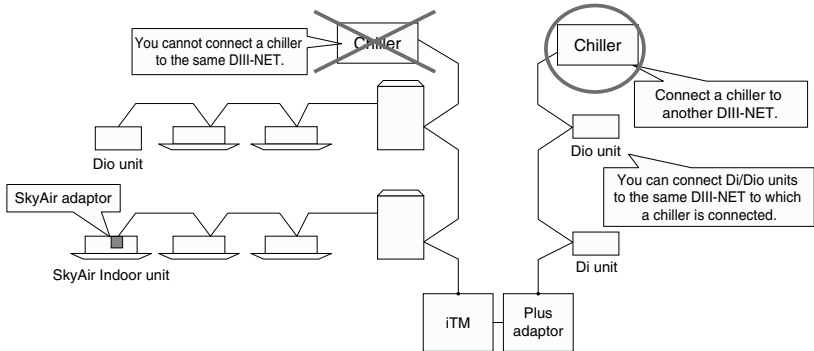 You cannot connect a chiller
to the same DIII-NET.
Chiller
Chiller
Connect a chiller to
another DIII-NET.
Dio unit
Dio unit
You can connect Di/Dio units
to the same DIII-NET to which
a chiller is connected.
SkyAir adaptor
SkyAir Indoor unit
Di unit
iTM
Plus
adaptor